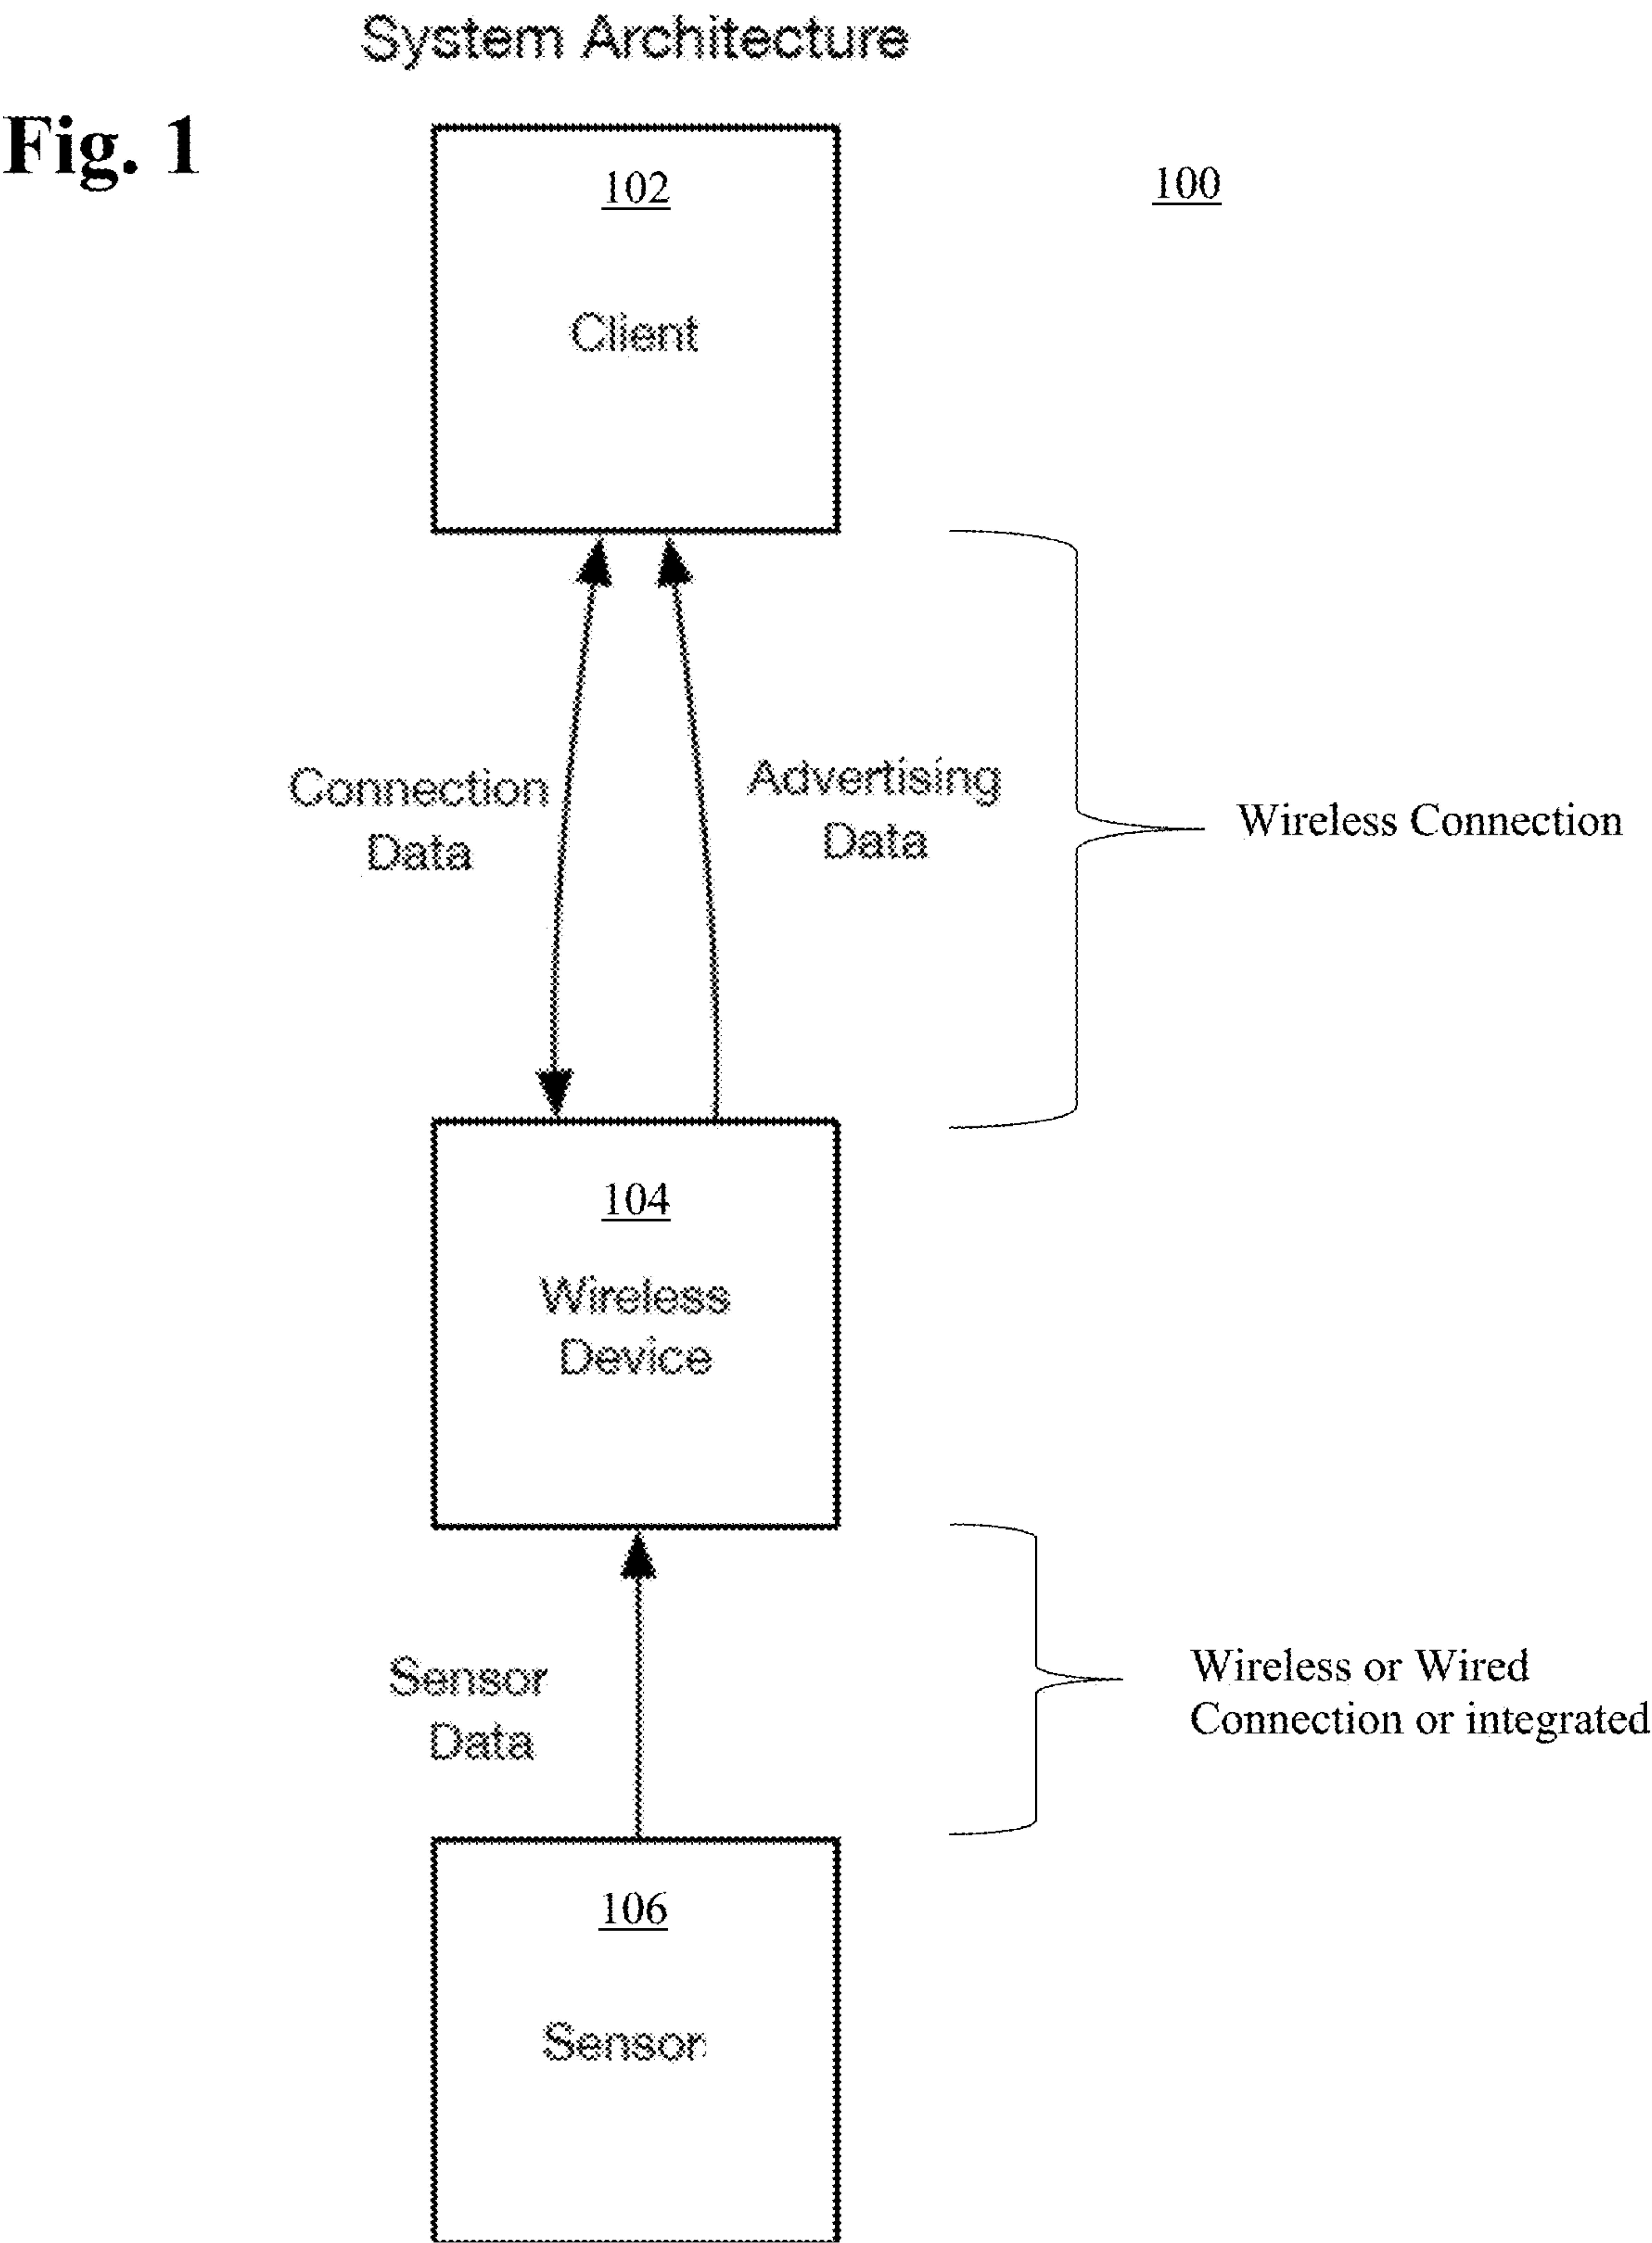 System Architecture
Fig. 1
102
100
Client
Connection
Data
Advertising
Data
Wireless Connection
104
Wireless
Device
Sensor
Data
Wireless or Wired
Connection or integrated
106
Sensor